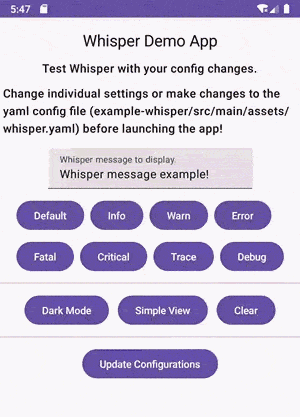 5:47
Whisper Demo App
Test Whisper with your config changes.
Change individual settings or make changes to the
yaml config file (example-whisper/src/main/assets/
whisper.yaml) before launching the app!
Whisper message to display.
Whisper message example!
Default Info Warn Error
Fatal Critical Trace Debug
Dark Mode Simple View Clear
Update Configurations